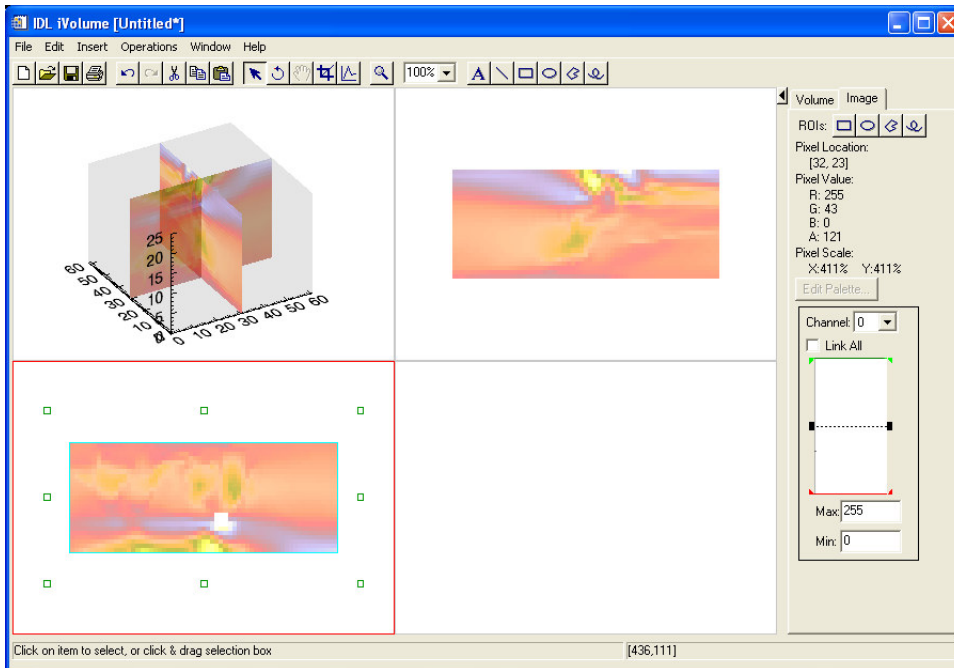 IDL iVolume [Untitled*]
File Edit Insert Operations Window Help
100% A
Volume Image
ROIs:
Pixel Location:
[32, 23]
Pixel Value:
R: 255
G: 43
B: 0
A: 121
Pixel Scale:
X:411% Y:411%
Edit Palette...
Channel: 0
Link All
Max: 255
Min: 0
25
20
15
10
5
0
60 50 40 30 20 10 0
0 10 20 30 40 50 60
Click on item to select, or click & drag selection box [436,111]